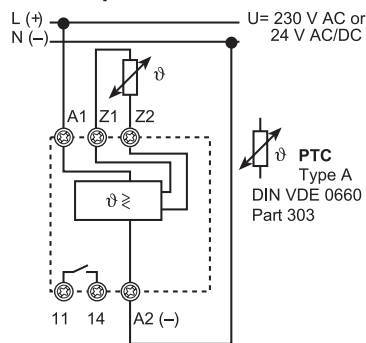 L (+)
N (–)
U= 230 V AC or
24 V AC/DC
ϑ
A1 Z1 Z2
ϑ PTC
Type A
DIN VDE 0660
Part 303
ϑ ≷
11 14 A2 (–)